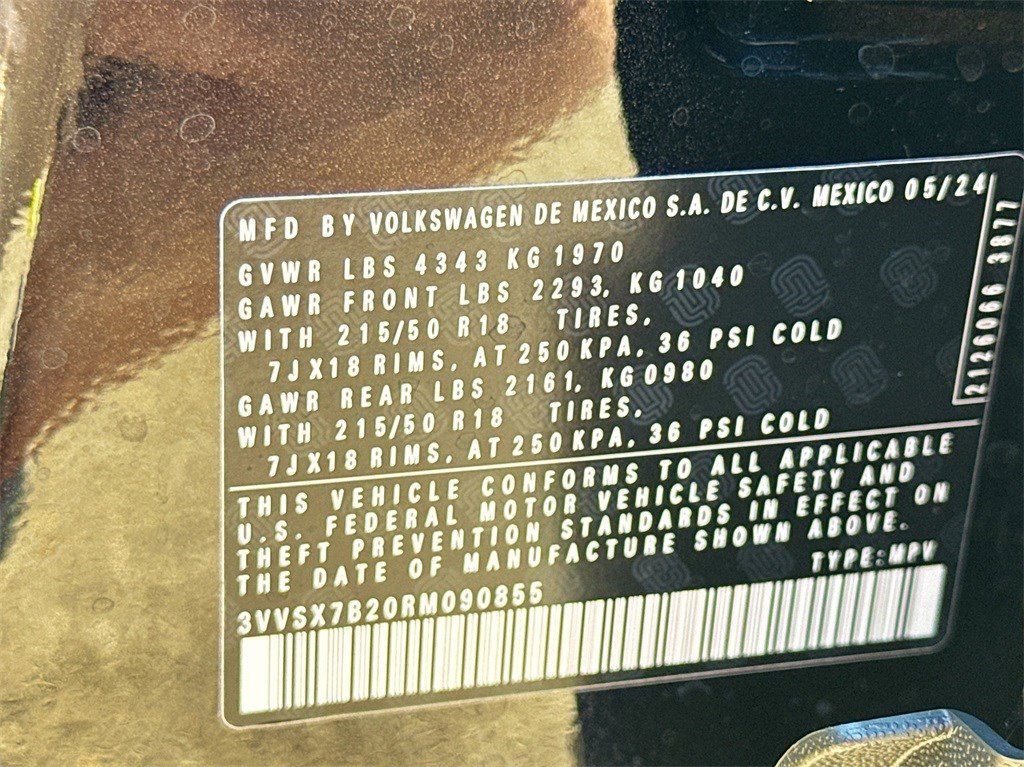 MFD BY VOLKSWAGEN DE MEXICO S.A. DE C.V. MEXICO 05/24
GVWR LBS 4343 KG 1970
GAWR FRONT LBS 2293, KG 1040
WITH 215/50 R18 TIRES,
7JX18 RIMS, AT 250 KPA, 36 PSI COLD
GAWR REAR LBS 2161, KG 0980
WITH 215/50 R18 TIRES,
7JX18 RIMS, AT 250 KPA, 36 PSI COLD
2126066 3877
THIS VEHICLE CONFORMS TO ALL APPLICABLE
U.S. FEDERAL MOTOR VEHICLE SAFETY AND
THEFT PREVENTION STANDARDS IN EFFECT ON
THE DATE OF MANUFACTURE SHOWN ABOVE.
3VVSX7B20RM090855 TYPE: MPV